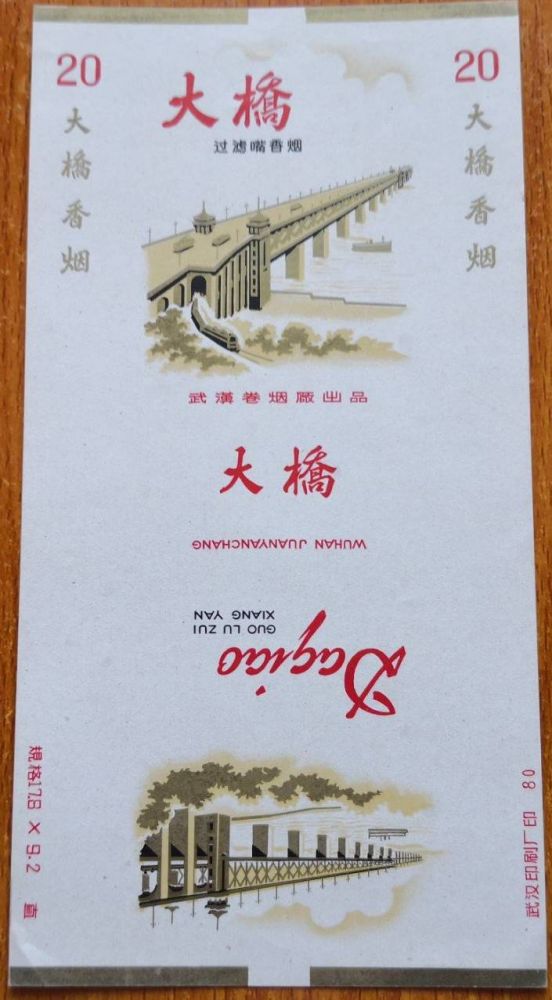 20
大橋
20
过滤嘴香烟
大橋香烟
大橋香烟
武漢卷烟廠出品
大橋
WUHAN JUANYANCHANG
Daqiao
GUO LU ZUI
XIANG YAN
規格17.8 × 9.2 直
武汉印刷厂印 80